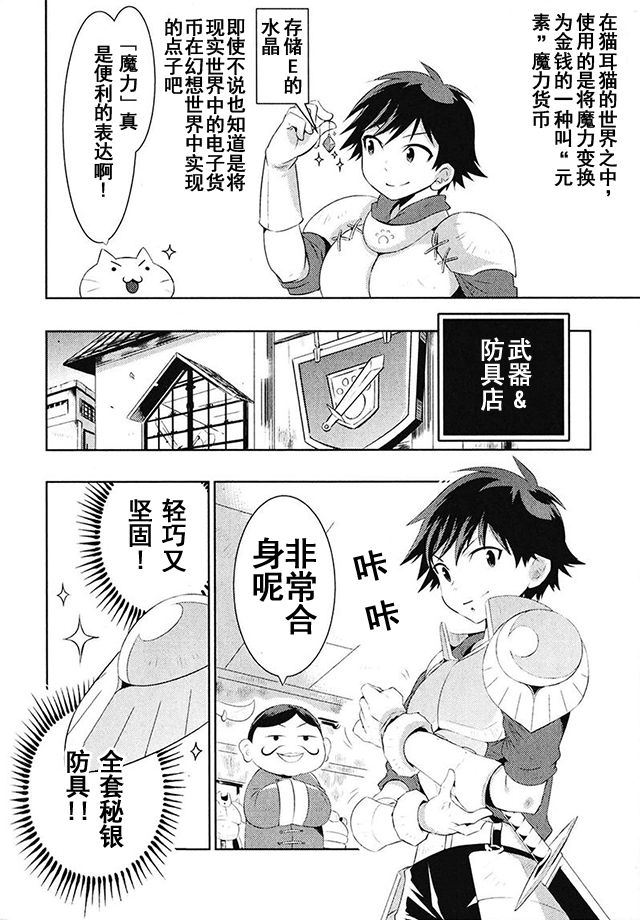 在猫耳猫的世界之中，
使用的是将魔力变换
为金钱的一种叫“元
素”魔力货币
存储E的
水晶
即使不说也知道是将
现实世界中的电子货
币在幻想世界中实现
的点子吧
「魔力」真
是便利的表达啊！
武器&
防具店
咔
咔
非常合
身呢
轻巧又
坚固！
全套秘银
防具!!